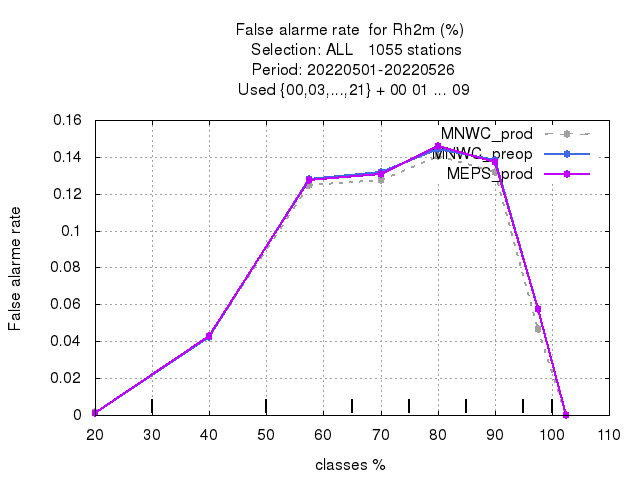 False alarme rate  for Rh2m (%)
Selection: ALL   1055 stations
Period: 20220501-20220526
Used {00,03,...,21} + 00 01 ... 09
0.16
0.14
0.12
0.1
0.08
0.06
0.04
0.02
0
False alarme rate
MNWC_prod
MNWC_preop
MEPS_prod
20 30 40 50 60 70 80 90 100 110
classes %